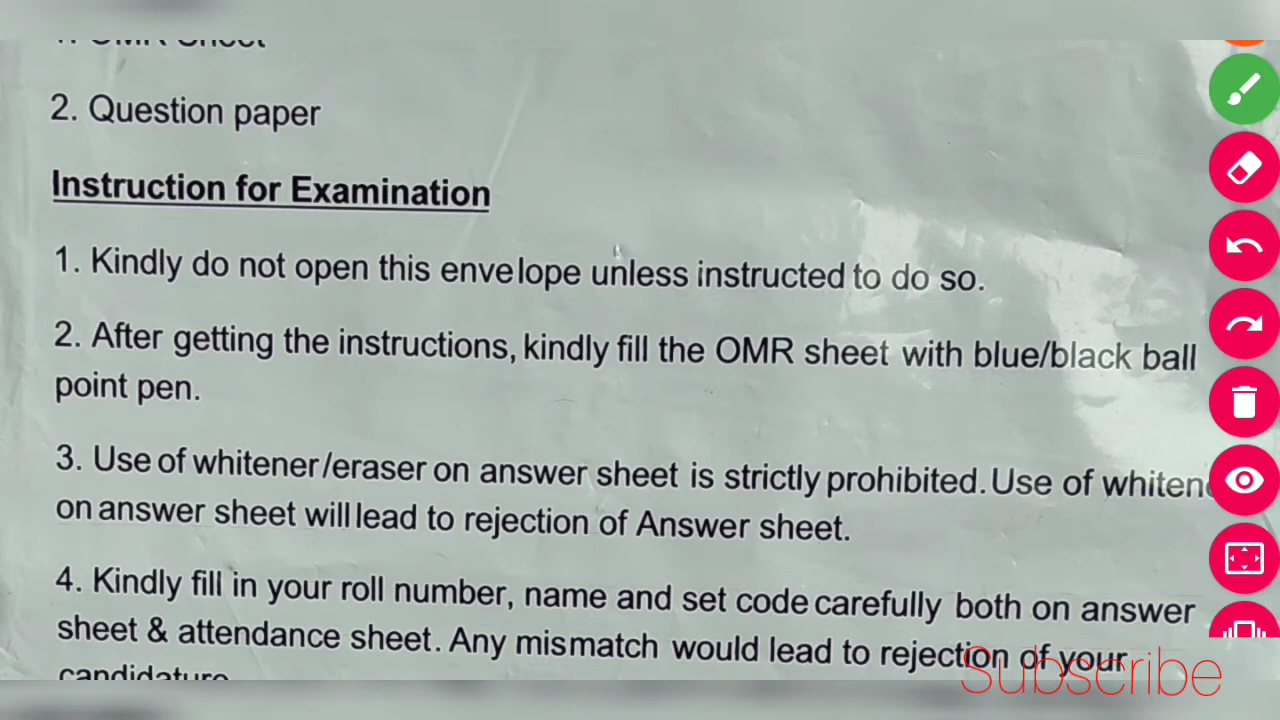 1. OMR Sheet
2. Question paper
Instruction for Examination
1. Kindly do not open this envelope unless instructed to do so.
2. After getting the instructions, kindly fill the OMR sheet with blue/black ball
point pen.
3. Use of whitener/eraser on answer sheet is strictly prohibited. Use of
on answer sheet will lead to rejection of Answer sheet.
4. Kindly fill in your roll number, name and set code carefully both on answer
sheet & attendance sheet. Any mismatch would lead to rejection of your
candidature
Subscribe